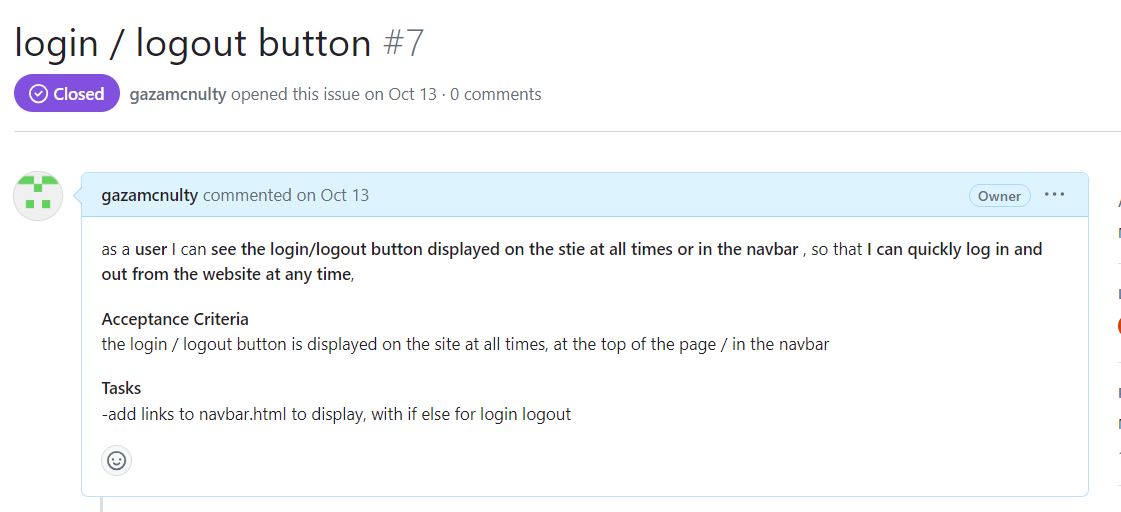 login / logout button #7
Closed gazamcnulty opened this issue on Oct 13 · 0 comments
gazamcnulty commented on Oct 13 Owner
as a user I can see the login/logout button displayed on the stie at all times or in the navbar , so that I can quickly log in and
out from the website at any time,
Acceptance Criteria
the login / logout button is displayed on the site at all times, at the top of the page / in the navbar
Tasks
-add links to navbar.html to display, with if else for login logout